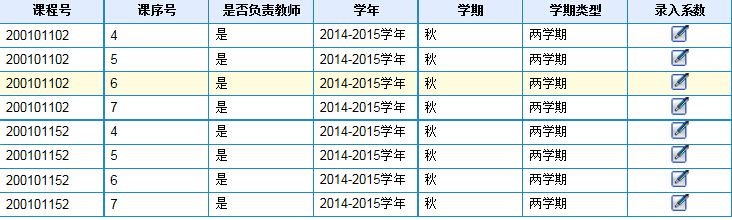 课程号 课序号 是否负责教师 学年 学期 学期类型 录入系数
200101102 4 是 2014-2015学年 秋 两学期
200101102 5 是 2014-2015学年 秋 两学期
200101102 6 是 2014-2015学年 秋 两学期
200101102 7 是 2014-2015学年 秋 两学期
200101152 4 是 2014-2015学年 秋 两学期
200101152 5 是 2014-2015学年 秋 两学期
200101152 6 是 2014-2015学年 秋 两学期
200101152 7 是 2014-2015学年 秋 两学期